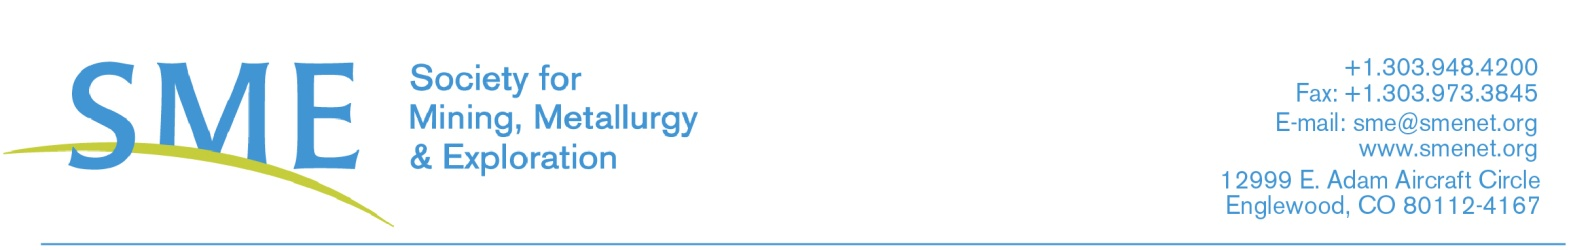 SME
Society for
Mining, Metallurgy
& Exploration
+1.303.948.4200
Fax: +1.303.973.3845
E-mail: sme@smenet.org
www.smenet.org
12999 E. Adam Aircraft Circle
Englewood, CO 80112-4167